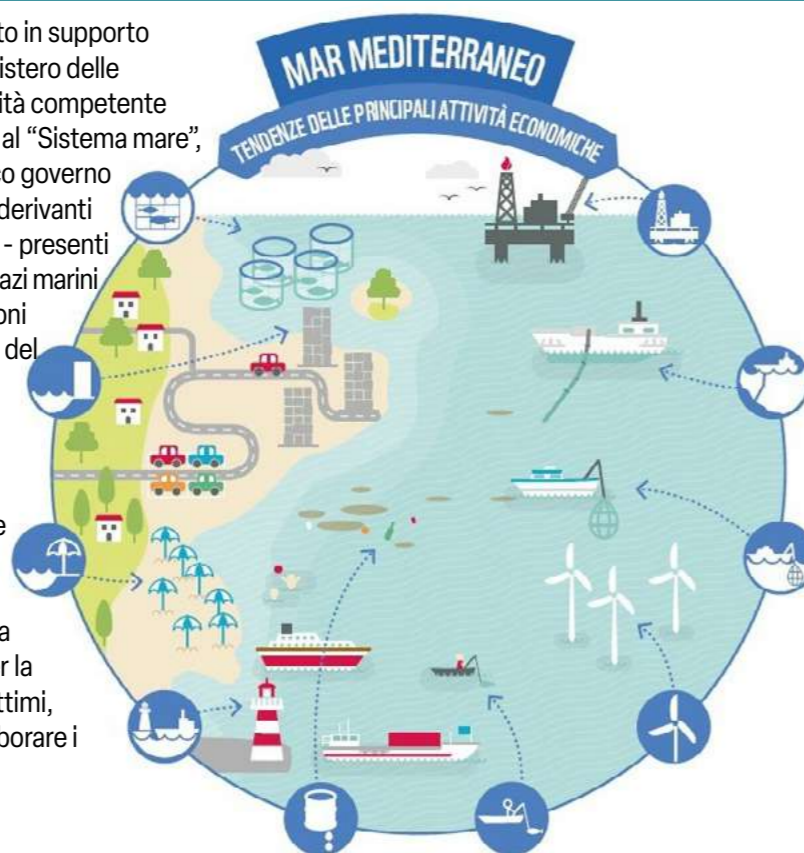 to in supporto
istero delle
ità competente
al “Sistema mare”,
co governo
derivanti
- presenti
azi marini
oni
del
e
a
r la
ttimi,
borare i
MAR MEDITERRANEO
TENDENZE DELLE PRINCIPALI ATTIVITÀ ECONOMICHE